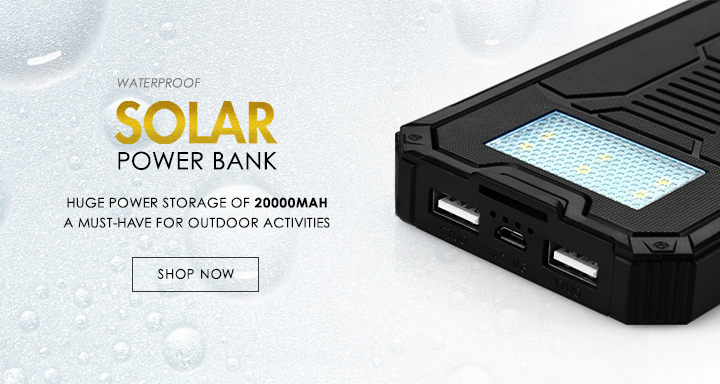 WATERPROOF
SOLAR
POWER BANK
HUGE POWER STORAGE OF 20000MAH
A MUST-HAVE FOR OUTDOOR ACTIVITIES
SHOP NOW